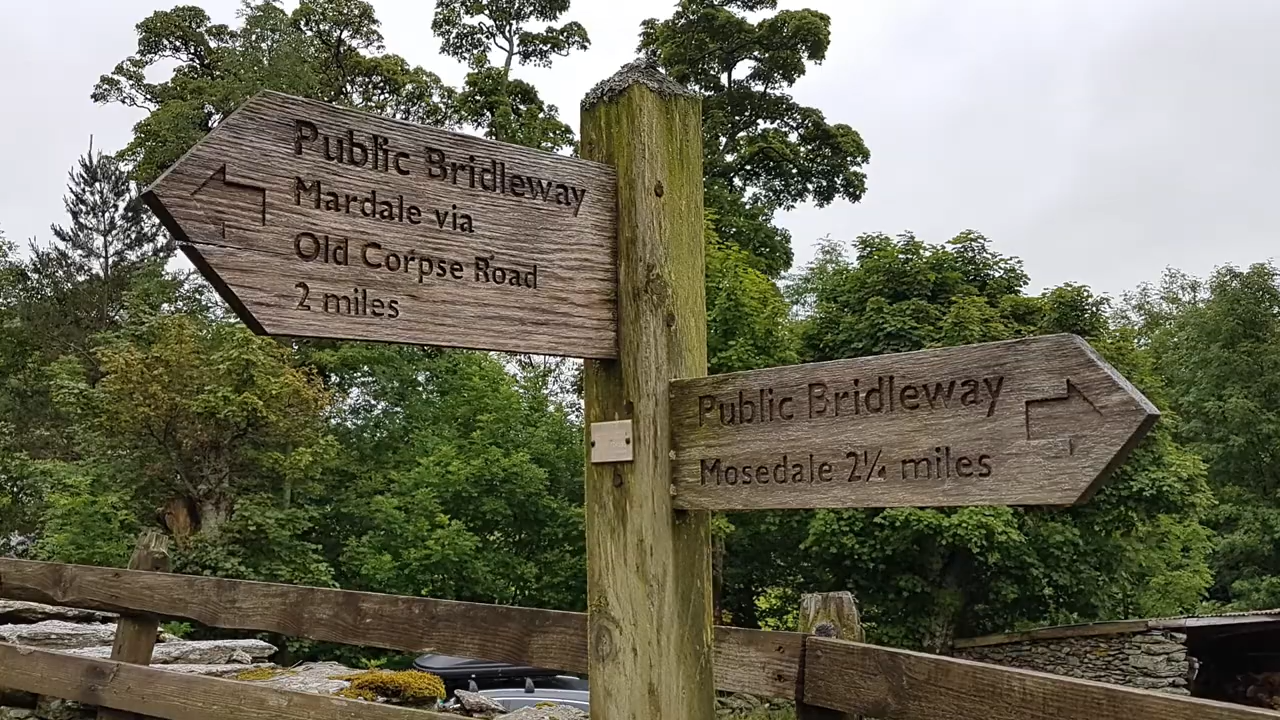 Public Bridleway
Mardale via
Old Corpse Road
2 miles
Public Bridleway
Mosedale 2¼ miles